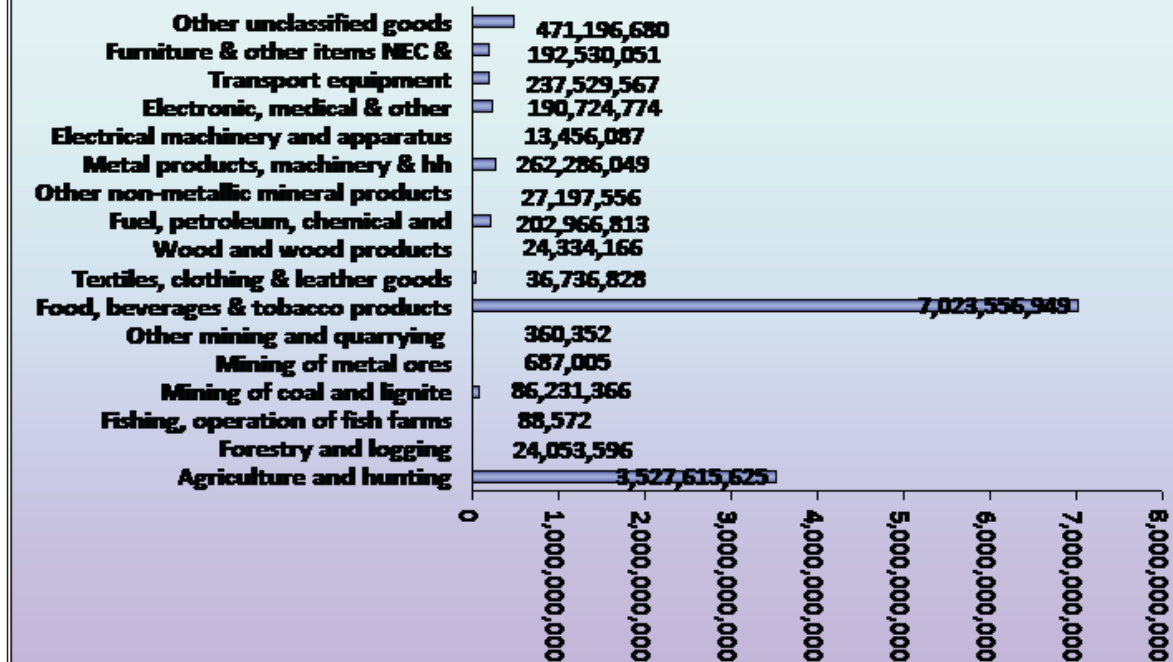 Other unclassified goods 471,196,680
Furniture & other items NEC & 192,530,051
Transport equipment 237,529,567
Electronic, medical & other 190,724,774
Electrical machinery and apparatus 13,456,087
Metal products, machinery & hh 262,286,049
Other non-metallic mineral products 27,197,556
Fuel, petroleum, chemical and 202,966,813
Wood and wood products 24,334,166
Textiles, clothing & leather goods 36,736,828
Food, beverages & tobacco products 7,023,556,949
Other mining and quarrying 360,352
Mining of metal ores 687,005
Mining of coal and lignite 86,231,366
Fishing, operation of fish farms 88,572
Forestry and logging 24,053,596
Agriculture and hunting 3,527,615,625
0
1,000,000,000
2,000,000,000
3,000,000,000
4,000,000,000
5,000,000,000
6,000,000,000
7,000,000,000
8,000,000,000